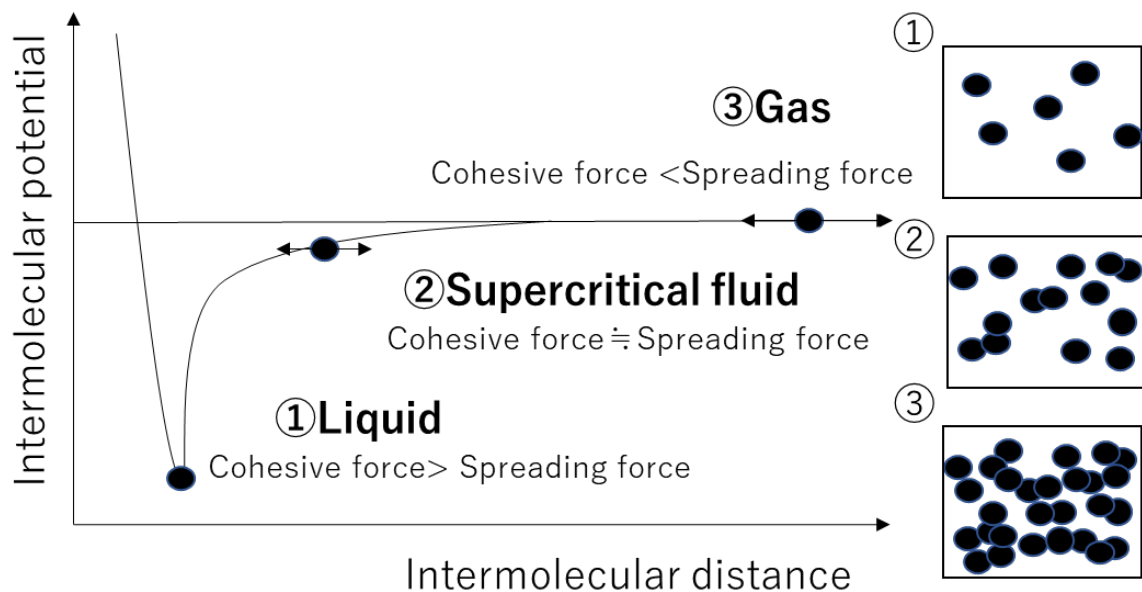 Intermolecular potential
③Gas
Cohesive force <Spreading force
②Supercritical fluid
Cohesive force≒Spreading force
①Liquid
Cohesive force> Spreading force
Intermolecular distance
①
②
③